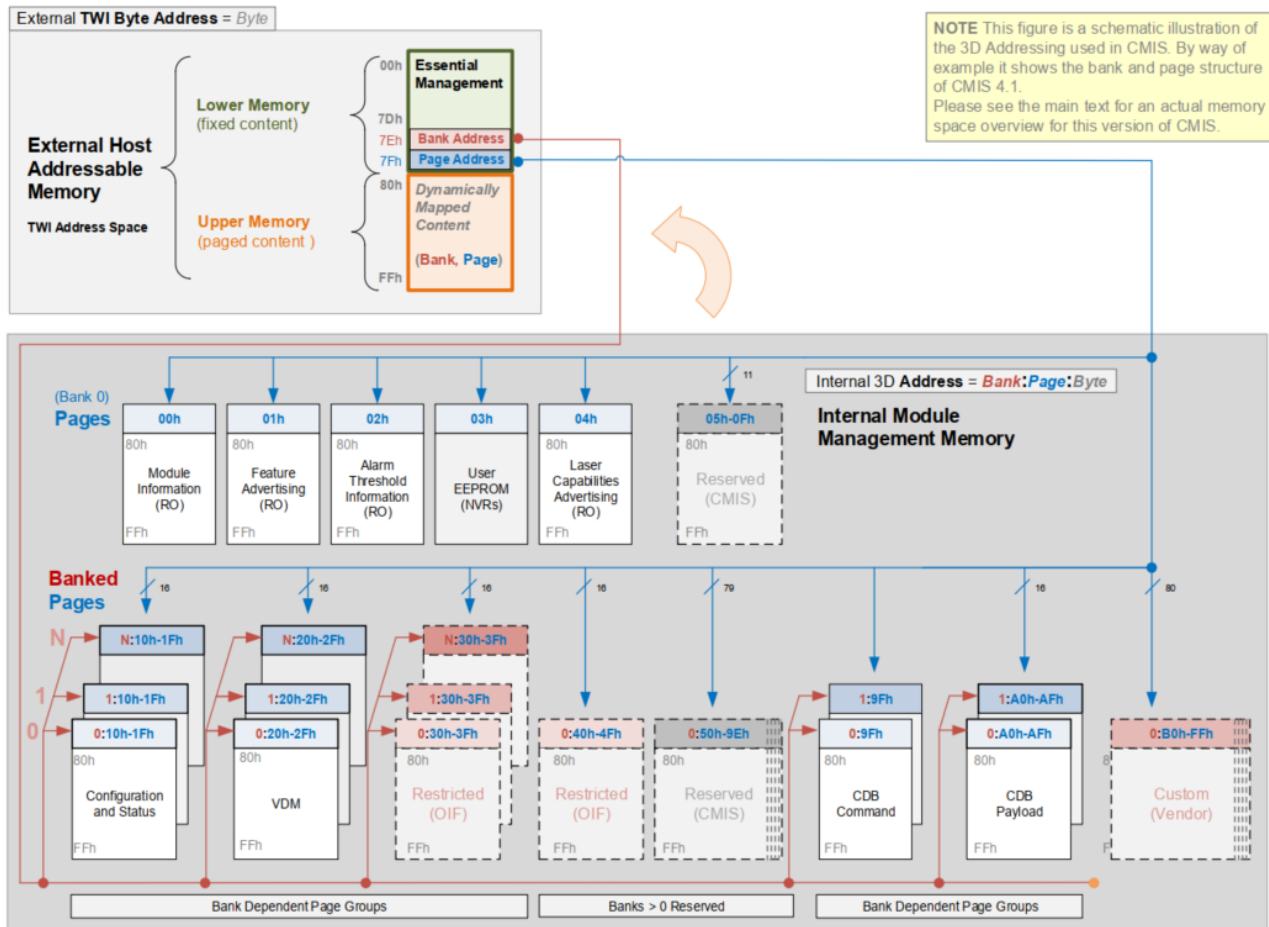 External TWI Byte Address = Byte
NOTE This figure is a schematic illustration of
the 3D Addressing used in CMIS. By way of
example it shows the bank and page structure
of CMIS 4.1.
Please see the main text for an actual memory
space overview for this version of CMIS.
External Host
Addressable
Memory
TWI Address Space
Lower Memory
(fixed content)
Upper Memory
(paged content )
00h
Essential
Management
7Dh
7Eh
Bank Address
7Fh
Page Address
80h
Dynamically
Mapped
Content
(Bank, Page)
FFh
(Bank 0)
Pages
11
Internal 3D Address = Bank:Page:Byte
Internal Module
Management Memory
00h
80h
Module
Information
(RO)
FFh
01h
80h
Feature
Advertising
(RO)
FFh
02h
80h
Alarm
Threshold
Information
(RO)
FFh
03h
User
EEPROM
(NVRs)
04h
80h
Laser
Capabilities
Advertising
(RO)
FFh
05h-0Fh
80h
Reserved
(CMIS)
FFh
Banked
Pages
16
16
16
16
79
16
80
N
1
0
N:10h-1Fh
1:10h-1Fh
0:10h-1Fh
80h
Configuration
and Status
FFh
N:20h-2Fh
1:20h-2Fh
0:20h-2Fh
80h
VDM
FFh
N:30h-3Fh
1:30h-3Fh
0:30h-3Fh
80h
Restricted
(OIF)
FFh
0:40h-4Fh
80h
Restricted
(OIF)
FFh
0:50h-9Eh
80h
Reserved
(CMIS)
FFh
1:9Fh
0:9Fh
80h
CDB
Command
FFh
1:A0h-AFh
0:A0h-AFh
80h
CDB
Payload
FFh
0:B0h-FFh
Custom
(Vendor)
Bank Dependent Page Groups
Banks > 0 Reserved
Bank Dependent Page Groups